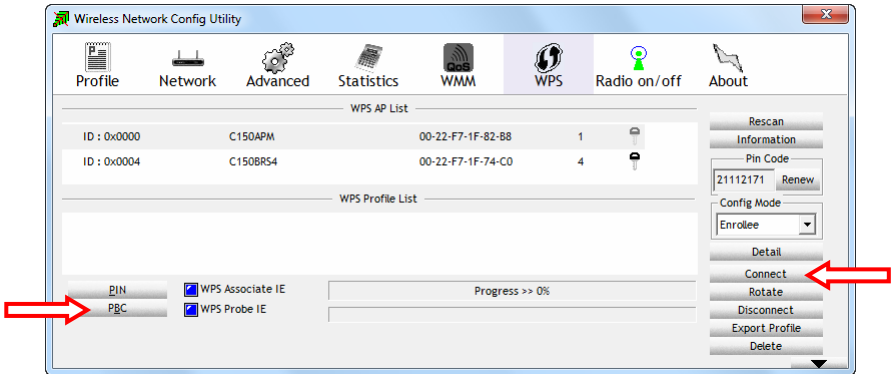 Wireless Network Config Utility
x
P
QoS
Profile Network Advanced Statistics WMM WPS Radio on/off About
WPS AP List
ID : 0x0000 C150APM 00-22-F7-1F-82-B8 1
ID : 0x0004 C150BRS4 00-22-F7-1F-74-C0 4
WPS Profile List
PIN
PBC
WPS Associate IE
WPS Probe IE
Progress >> 0%
Rescan
Information
Pin Code
21112171 Renew
Config Mode
Enrollee
Detail
Connect
Rotate
Disconnect
Export Profile
Delete